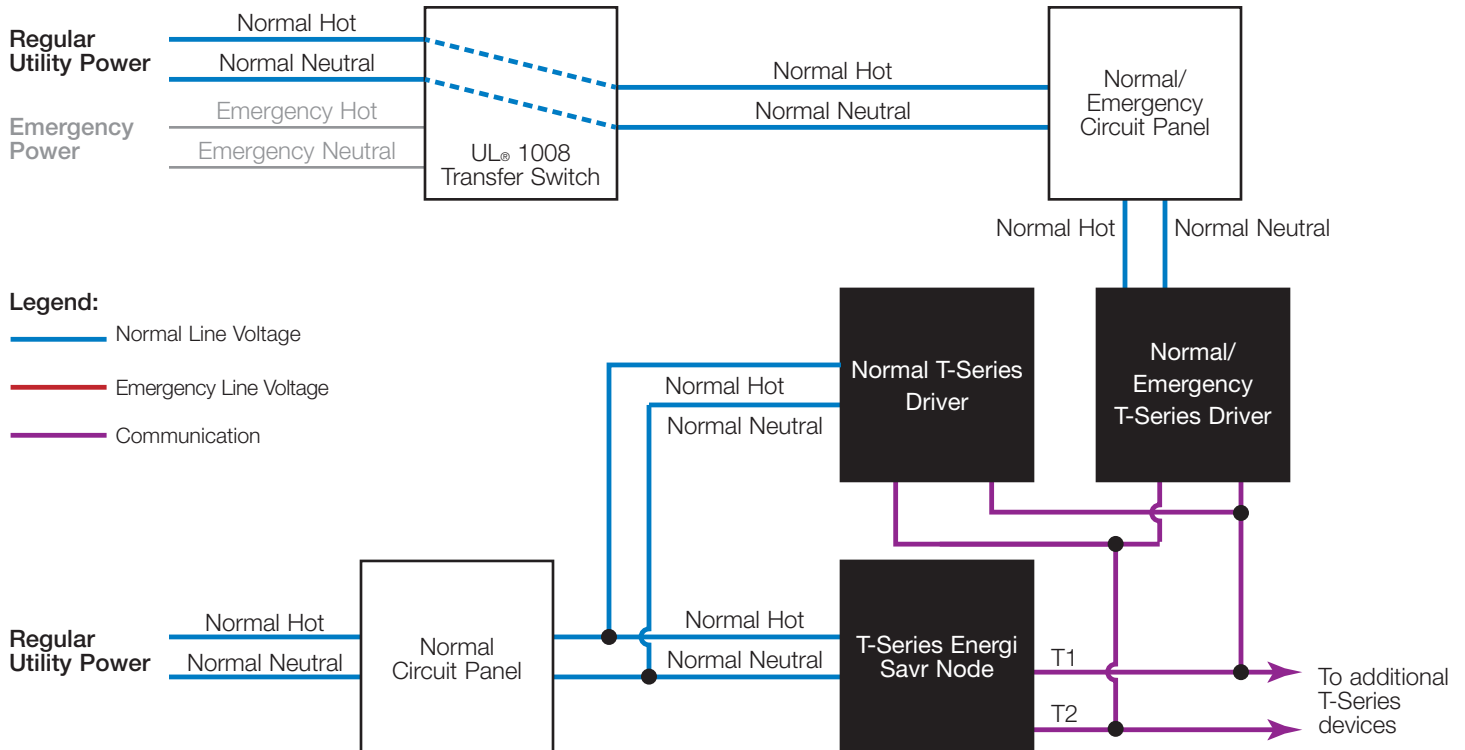 Regular
Utility Power
Normal Hot
Normal Neutral
Emergency
Power
Emergency Hot
Emergency Neutral
UL® 1008
Transfer Switch
Normal Hot
Normal Neutral
Normal/
Emergency
Circuit Panel
Normal Hot
Normal Neutral
Legend:
Normal Line Voltage
Emergency Line Voltage
Communication
Normal Hot
Normal Neutral
Normal T-Series
Driver
Normal/
Emergency
T-Series Driver
Regular
Utility Power
Normal Hot
Normal Neutral
Normal
Circuit Panel
Normal Hot
Normal Neutral
T-Series Energi
Savr Node
T1
T2
To additional
T-Series
devices